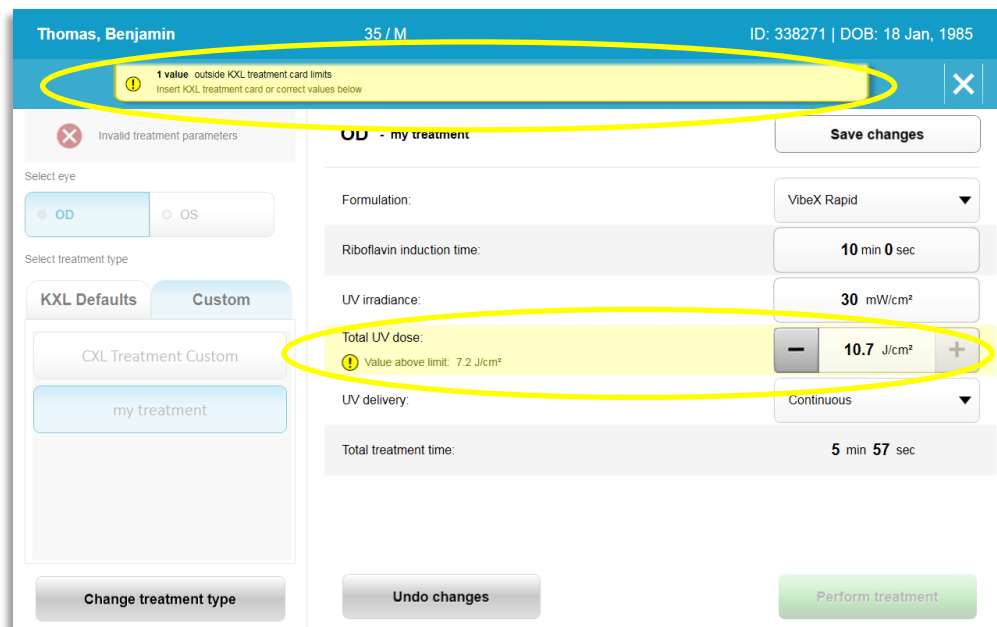 Thomas, Benjamin 35 / M ID: 338271 | DOB: 18 Jan, 1985
1 value outside KXL treatment card limits
Insert KXL treatment card or correct values below
Invalid treatment parameters
OD - my treatment
Save changes
Select eye
OD OS
Select treatment type
KXL Defaults Custom
CXL Treatment Custom
my treatment
Change treatment type
Formulation: VibeX Rapid
Riboflavin induction time: 10 min 0 sec
UV irradiance: 30 mW/cm²
Total UV dose: 10.7 J/cm²
Value above limit: 7.2 J/cm²
UV delivery: Continuous
Total treatment time: 5 min 57 sec
Undo changes
Perform treatment